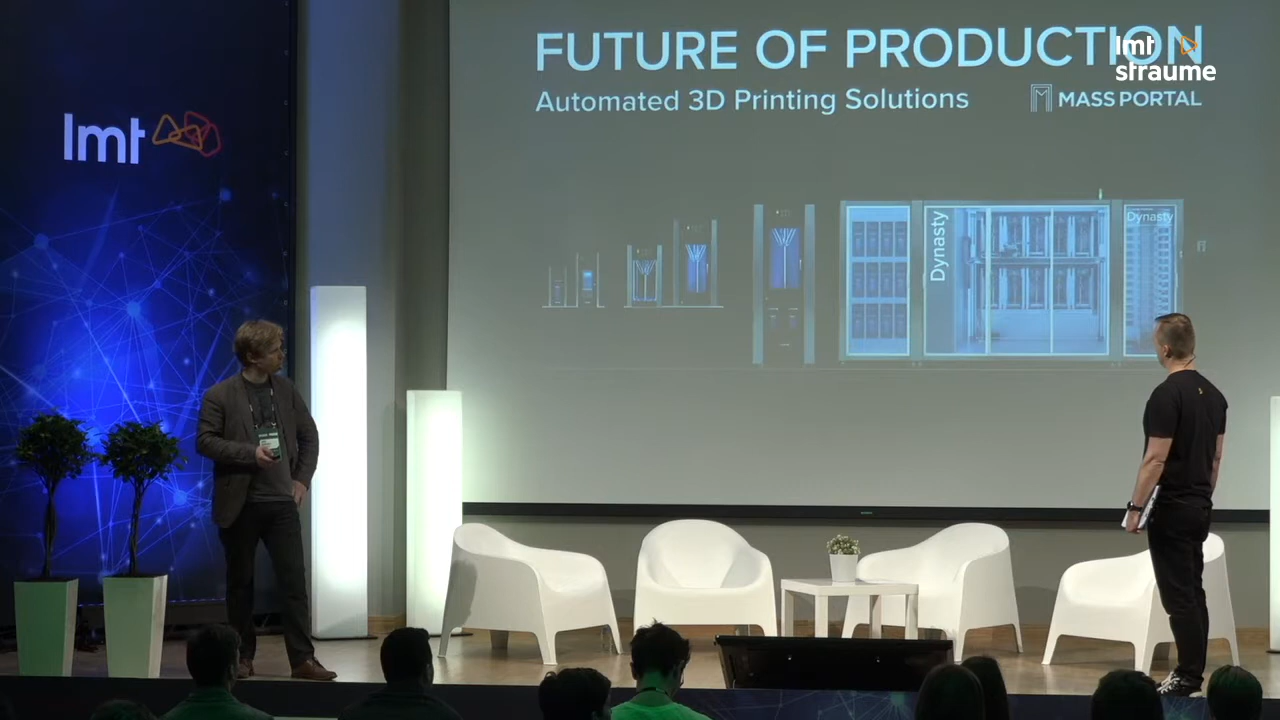 FUTURE OF PRODUCTION
lmt
straume
Automated 3D Printing Solutions
MASS PORTAL
lmt
Dynasty
Dynasty